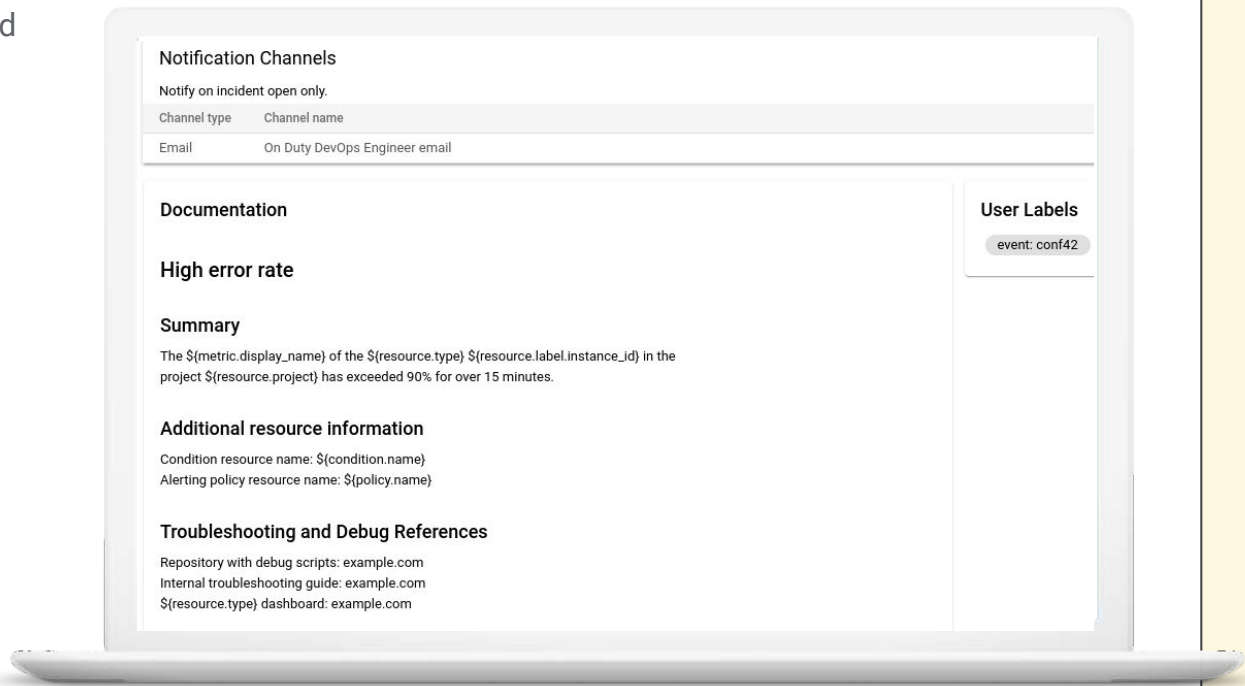 d
Notification Channels
Notify on incident open only.
Channel type Channel name
Email On Duty DevOps Engineer email
Documentation
User Labels
event: conf42
High error rate
Summary
The ${metric.display_name} of the ${resource.type} ${resource.label.instance_id} in the
project ${resource.project} has exceeded 90% for over 15 minutes.
Additional resource information
Condition resource name: ${condition.name}
Alerting policy resource name: ${policy.name}
Troubleshooting and Debug References
Repository with debug scripts: example.com
Internal troubleshooting guide: example.com
${resource.type} dashboard: example.com